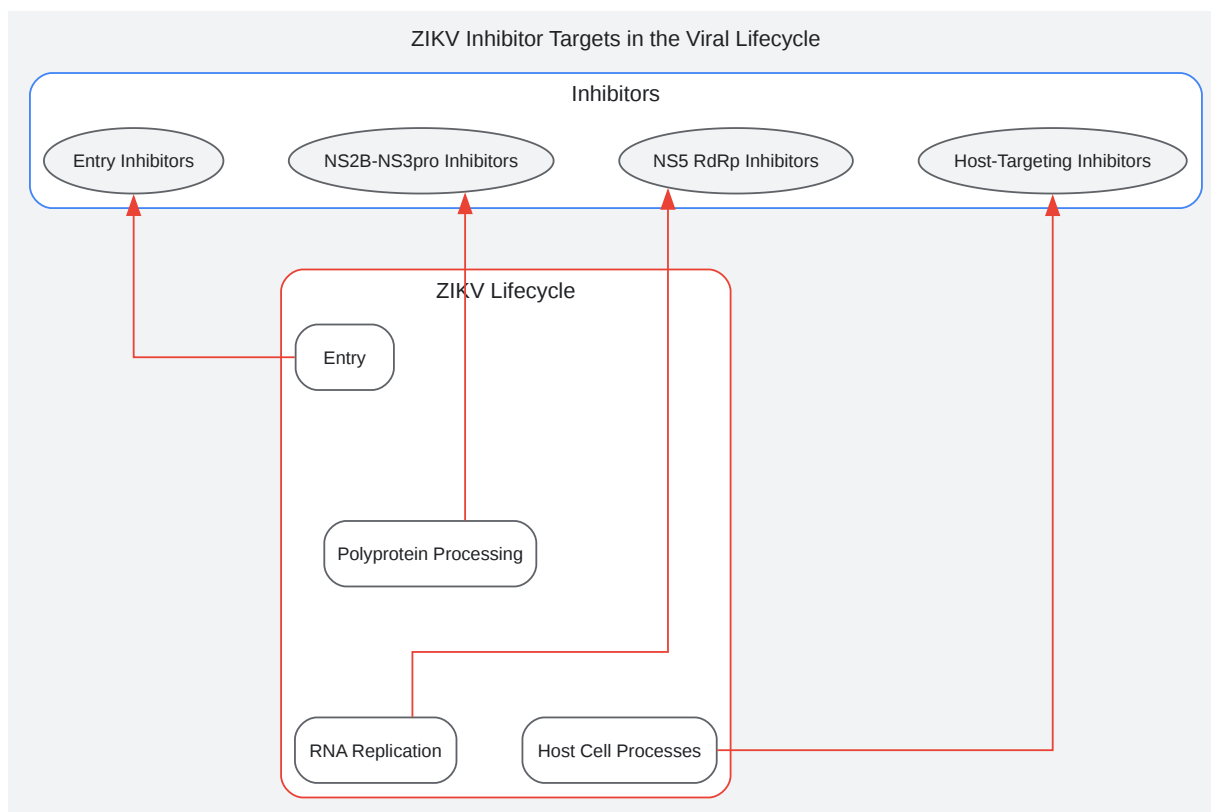 ZIKV Inhibitor Targets in the Viral Lifecycle
Inhibitors
Entry Inhibitors
NS2B-NS3pro Inhibitors
NS5 RdRp Inhibitors
Host-Targeting Inhibitors
ZIKV Lifecycle
Entry
Polyprotein Processing
RNA Replication
Host Cell Processes